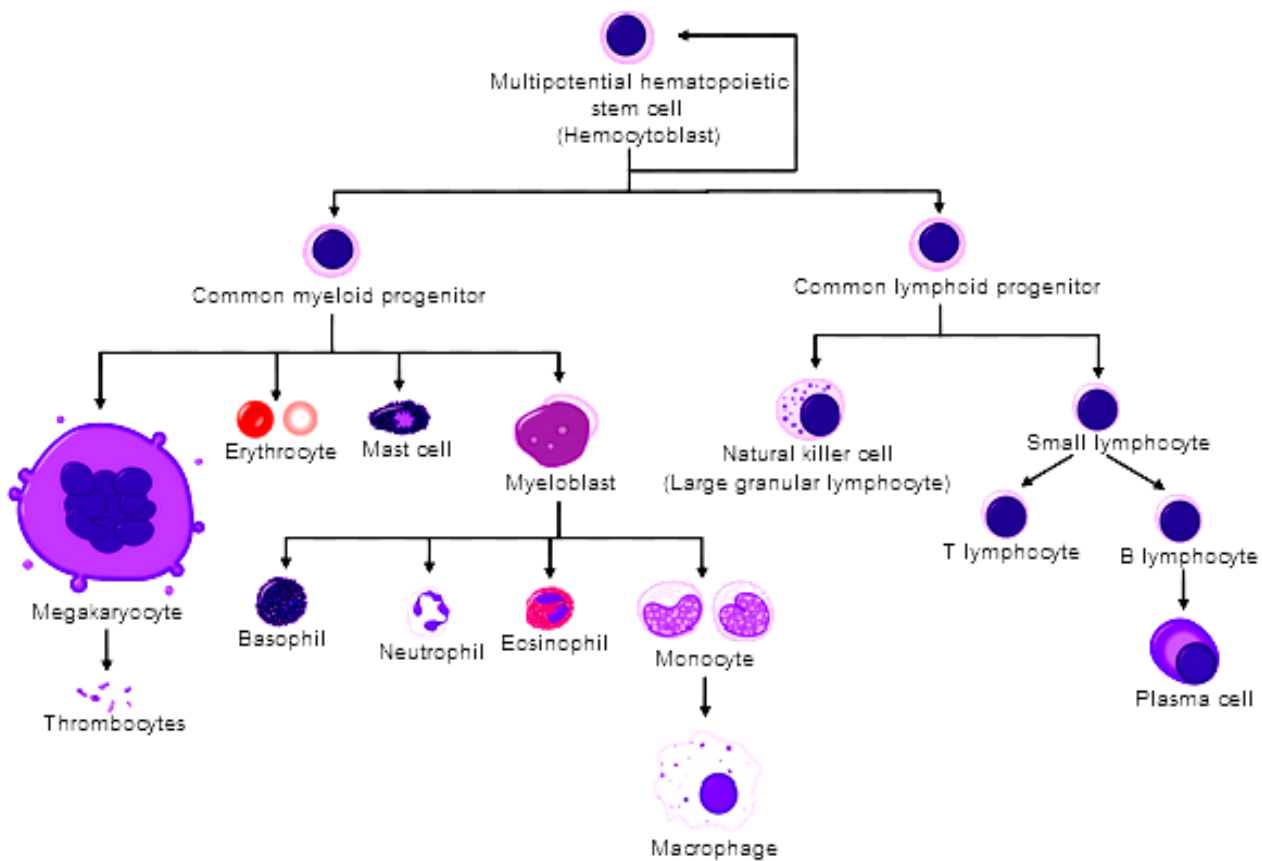 Multipotential hematopoietic
stem cell
(Hemocytoblast)
Common myeloid progenitor
Common lymphoid progenitor
Erythrocyte
Mast cell
Myeloblast
Natural killer cell
(Large granular lymphocyte)
Small lymphocyte
T lymphocyte
B lymphocyte
Megakaryocyte
Basophil
Neutrophil
Eosinophil
Monocyte
Plasma cell
Thrombocytes
Macrophage